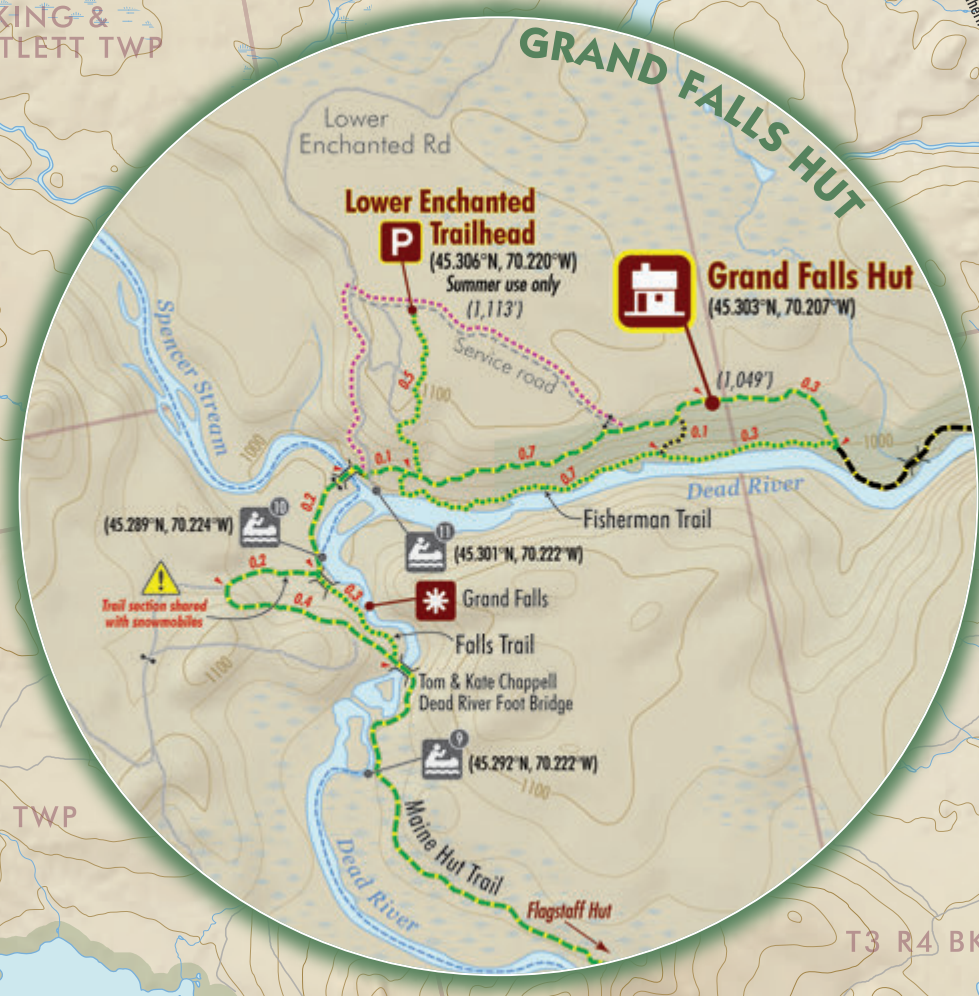 KING &
TLETT TWP
GRAND FALLS HUT
Lower
Enchanted Rd
Lower Enchanted
Trailhead
P
(45.306°N, 70.220°W)
Summer use only
(1,113')
Grand Falls Hut
(45.303°N, 70.207°W)
Spencer Stream
Service road
(1,049')
0.3
0.5
1100
0.1
0.3
1000
1000
0.1
0.7
0.7
Dead River
0.2
Fisherman Trail
10
(45.289°N, 70.224°W)
11
(45.301°N, 70.222°W)
0.2
0.3
0.4
Grand Falls
Trail section shared
with snowmobiles
Falls Trail
1100
Tom & Kate Chappell
Dead River Foot Bridge
9
(45.292°N, 70.222°W)
1100
TWP
Maine Hut Trail
Dead River
Flagstaff Hut
T3 R4 BK